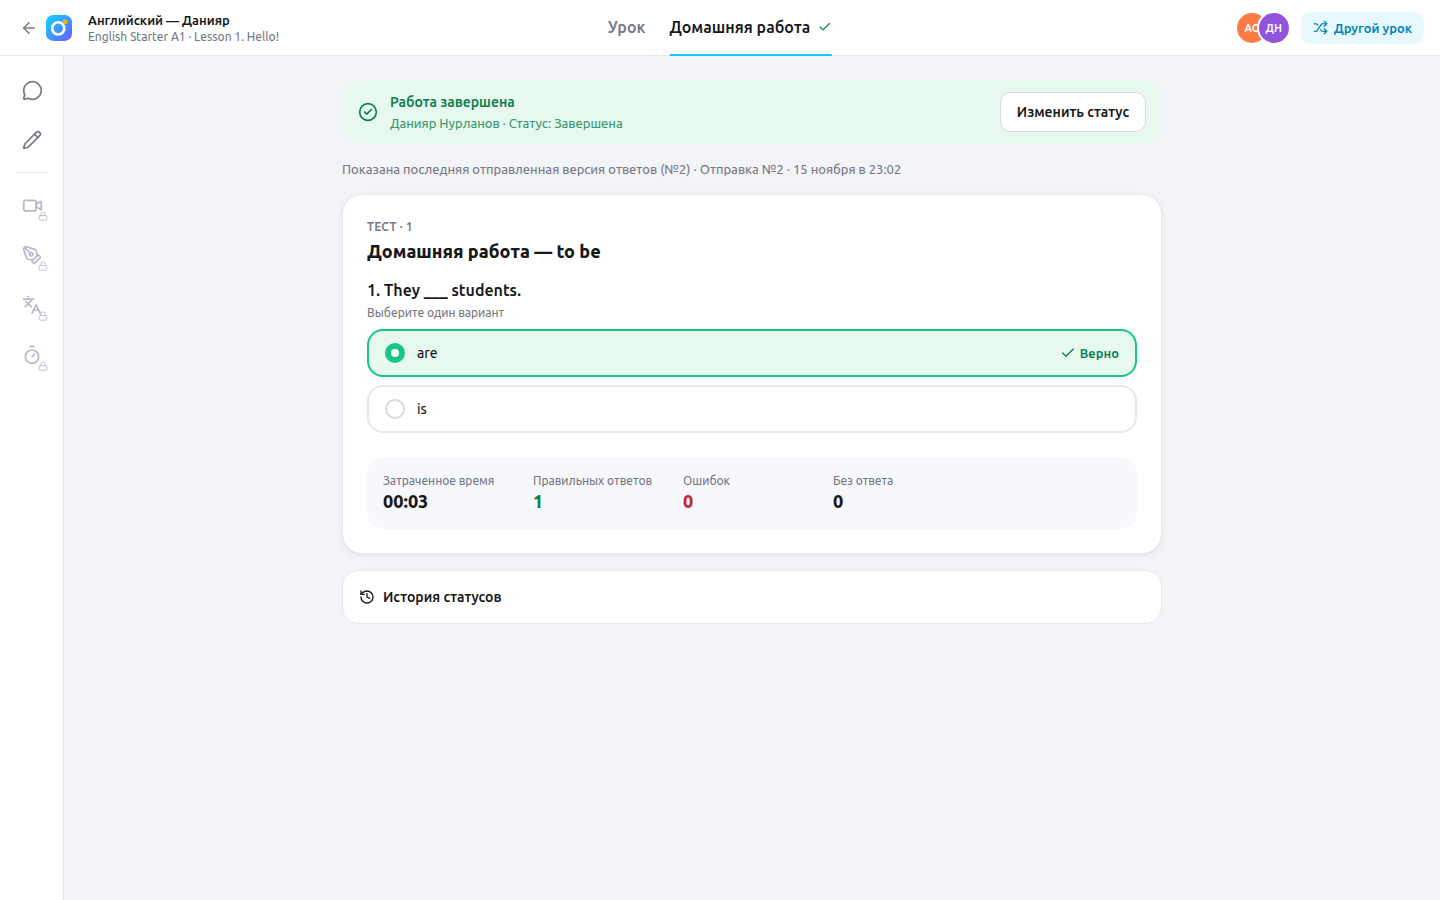 Английский — Данияр
English Starter A1 · Lesson 1. Hello!
Урок
Домашняя работа
АС
ДН
Другой урок
Работа завершена
Данияр Нурланов · Статус: Завершена
Изменить статус
Показана последняя отправленная версия ответов (№2) · Отправка №2 · 15 ноября в 23:02
ТЕСТ · 1
Домашняя работа — to be
1. They ___ students.
Выберите один вариант
are
Верно
is
Затраченное время
00:03
Правильных ответов
1
Ошибок
0
Без ответа
0
История статусов